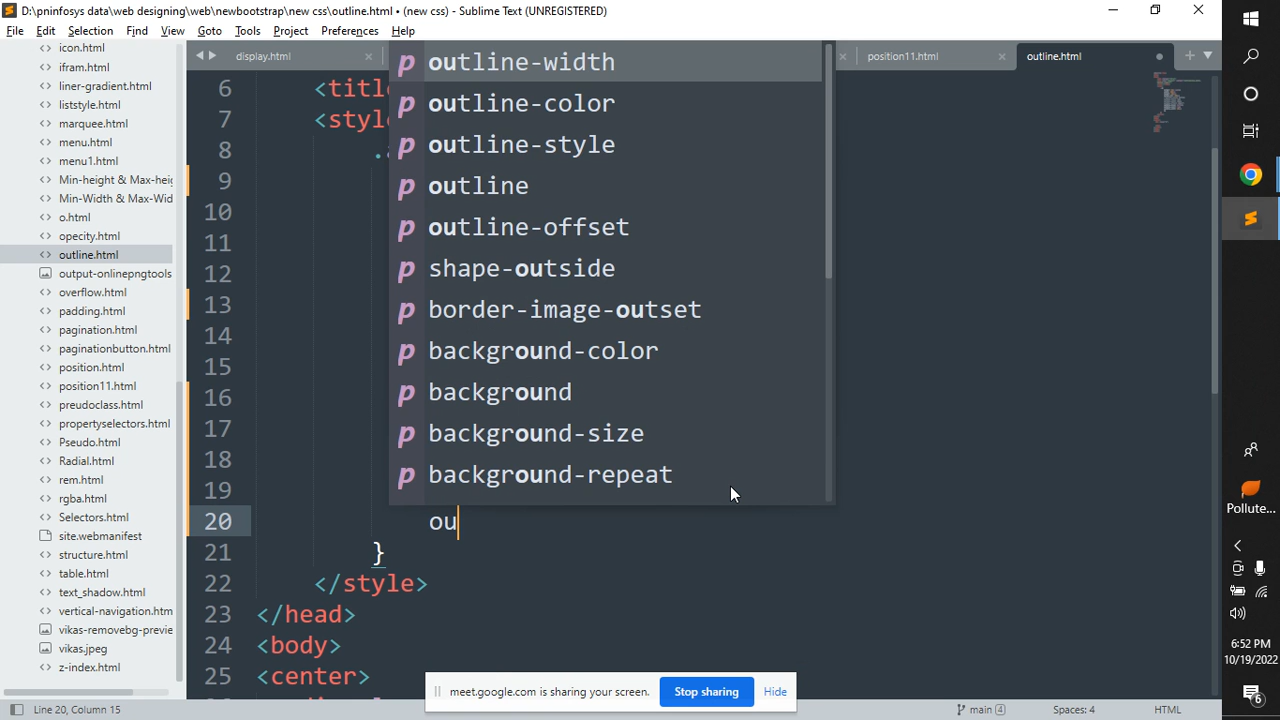 D:\pninfosys data\web designing\web\newbootstrap\new css\outline.html • (new css) - Sublime Text (UNREGISTERED)
File Edit Selection Find View Goto Tools Project Preferences Help
icon.html
ifram.html
liner-gradient.html
liststyle.html
marquee.html
menu.html
menu1.html
Min-height & Max-heig
Min-Width & Max-Wid
o.html
opecity.html
outline.html
output-onlinepngtools
overflow.html
padding.html
pagination.html
paginationbutton.html
position.html
position11.html
preudoclass.html
propertyselectors.html
Pseudo.html
Radial.html
rem.html
rgba.html
Selectors.html
site.webmanifest
structure.html
table.html
text_shadow.html
vertical-navigation.htm
vikas-removebg-previe
vikas.jpeg
z-index.html
display.html position11.html outline.html
6 <title
7 <style
8
9
10
11
12
13
14
15
16
17
18
19
20 ou
21 }
22 </style>
23 </head>
24 <body>
25 <center>
p outline-width
p outline-color
p outline-style
p outline
p outline-offset
p shape-outside
p border-image-outset
p background-color
p background
p background-size
p background-repeat
meet.google.com is sharing your screen. Stop sharing Hide
Line 20, Column 15 main 4 Spaces: 4 HTML
Pollute...
6:52 PM
10/19/2022
6